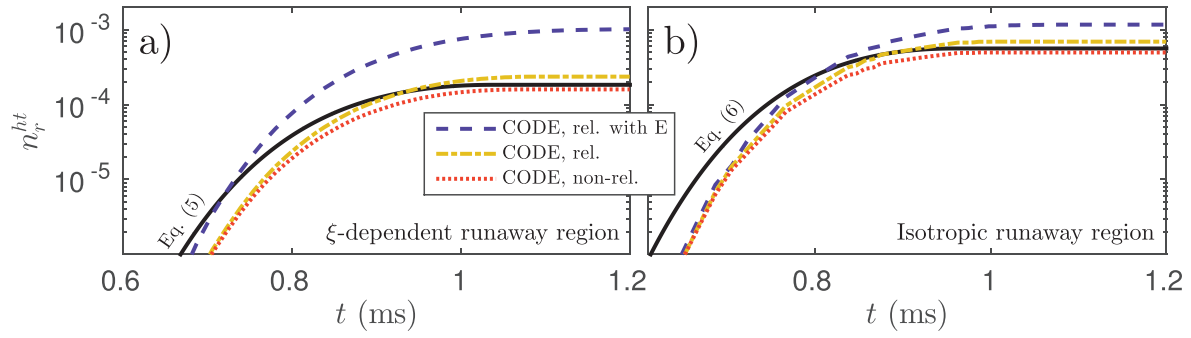 a)
b)
10^{-3}
10^{-4}
10^{-5}
n_r^{ht}
Eq. (5)
Eq. (6)
CODE, rel. with E
CODE, rel.
CODE, non-rel.
ξ-dependent runaway region
Isotropic runaway region
0.6 0.8 1 1.2
0.8 1 1.2
t (ms)
t (ms)